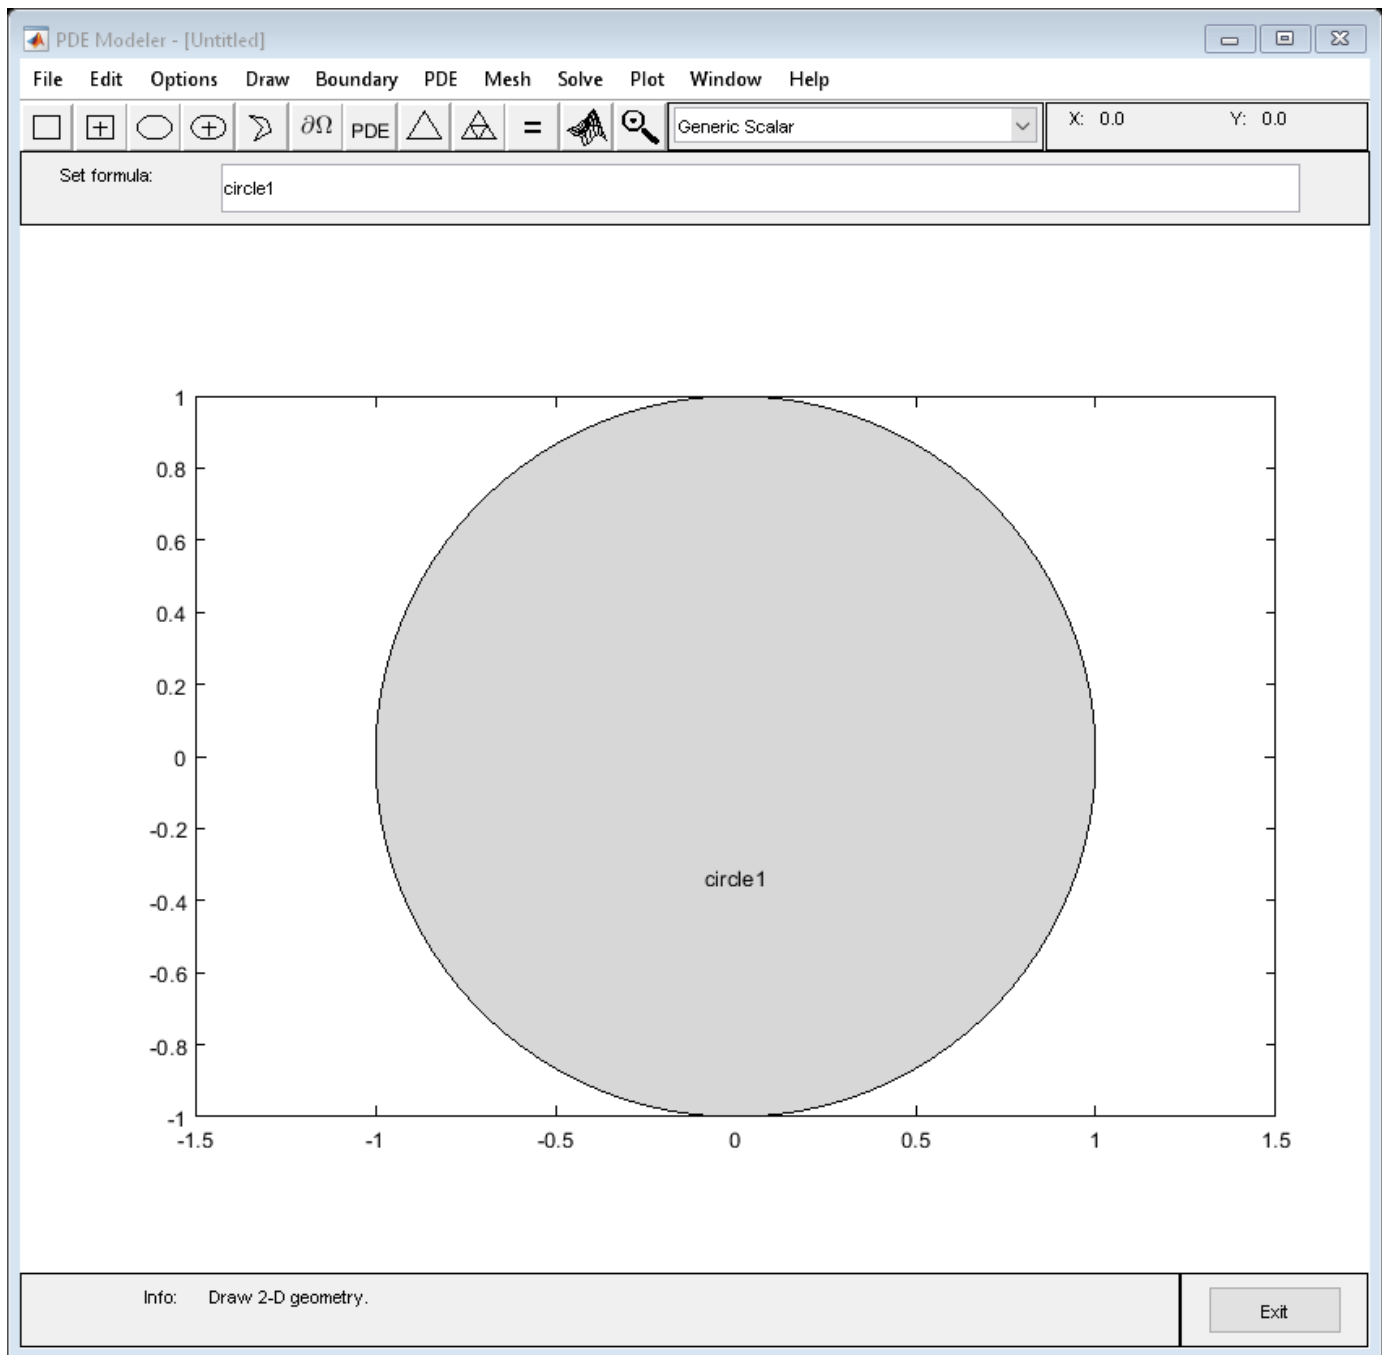 PDE Modeler - [Untitled]
File Edit Options Draw Boundary PDE Mesh Solve Plot Window Help
∂Ω PDE = Generic Scalar X: 0.0 Y: 0.0
Set formula: circle1
1
0.8
0.6
0.4
0.2
0
-0.2
circle1
-0.4
-0.6
-0.8
-1
-1.5 -1 -0.5 0 0.5 1 1.5
Info: Draw 2-D geometry.
Exit